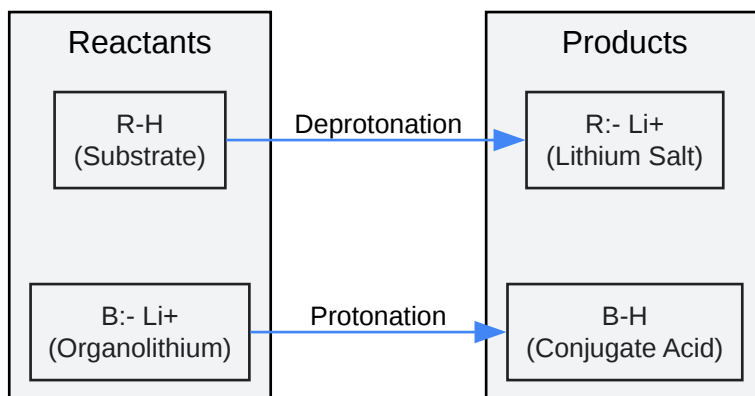 Reactants
Products
R-H
(Substrate)
Deprotonation
R:- Li+
(Lithium Salt)
B:- Li+
(Organolithium)
Protonation
B-H
(Conjugate Acid)